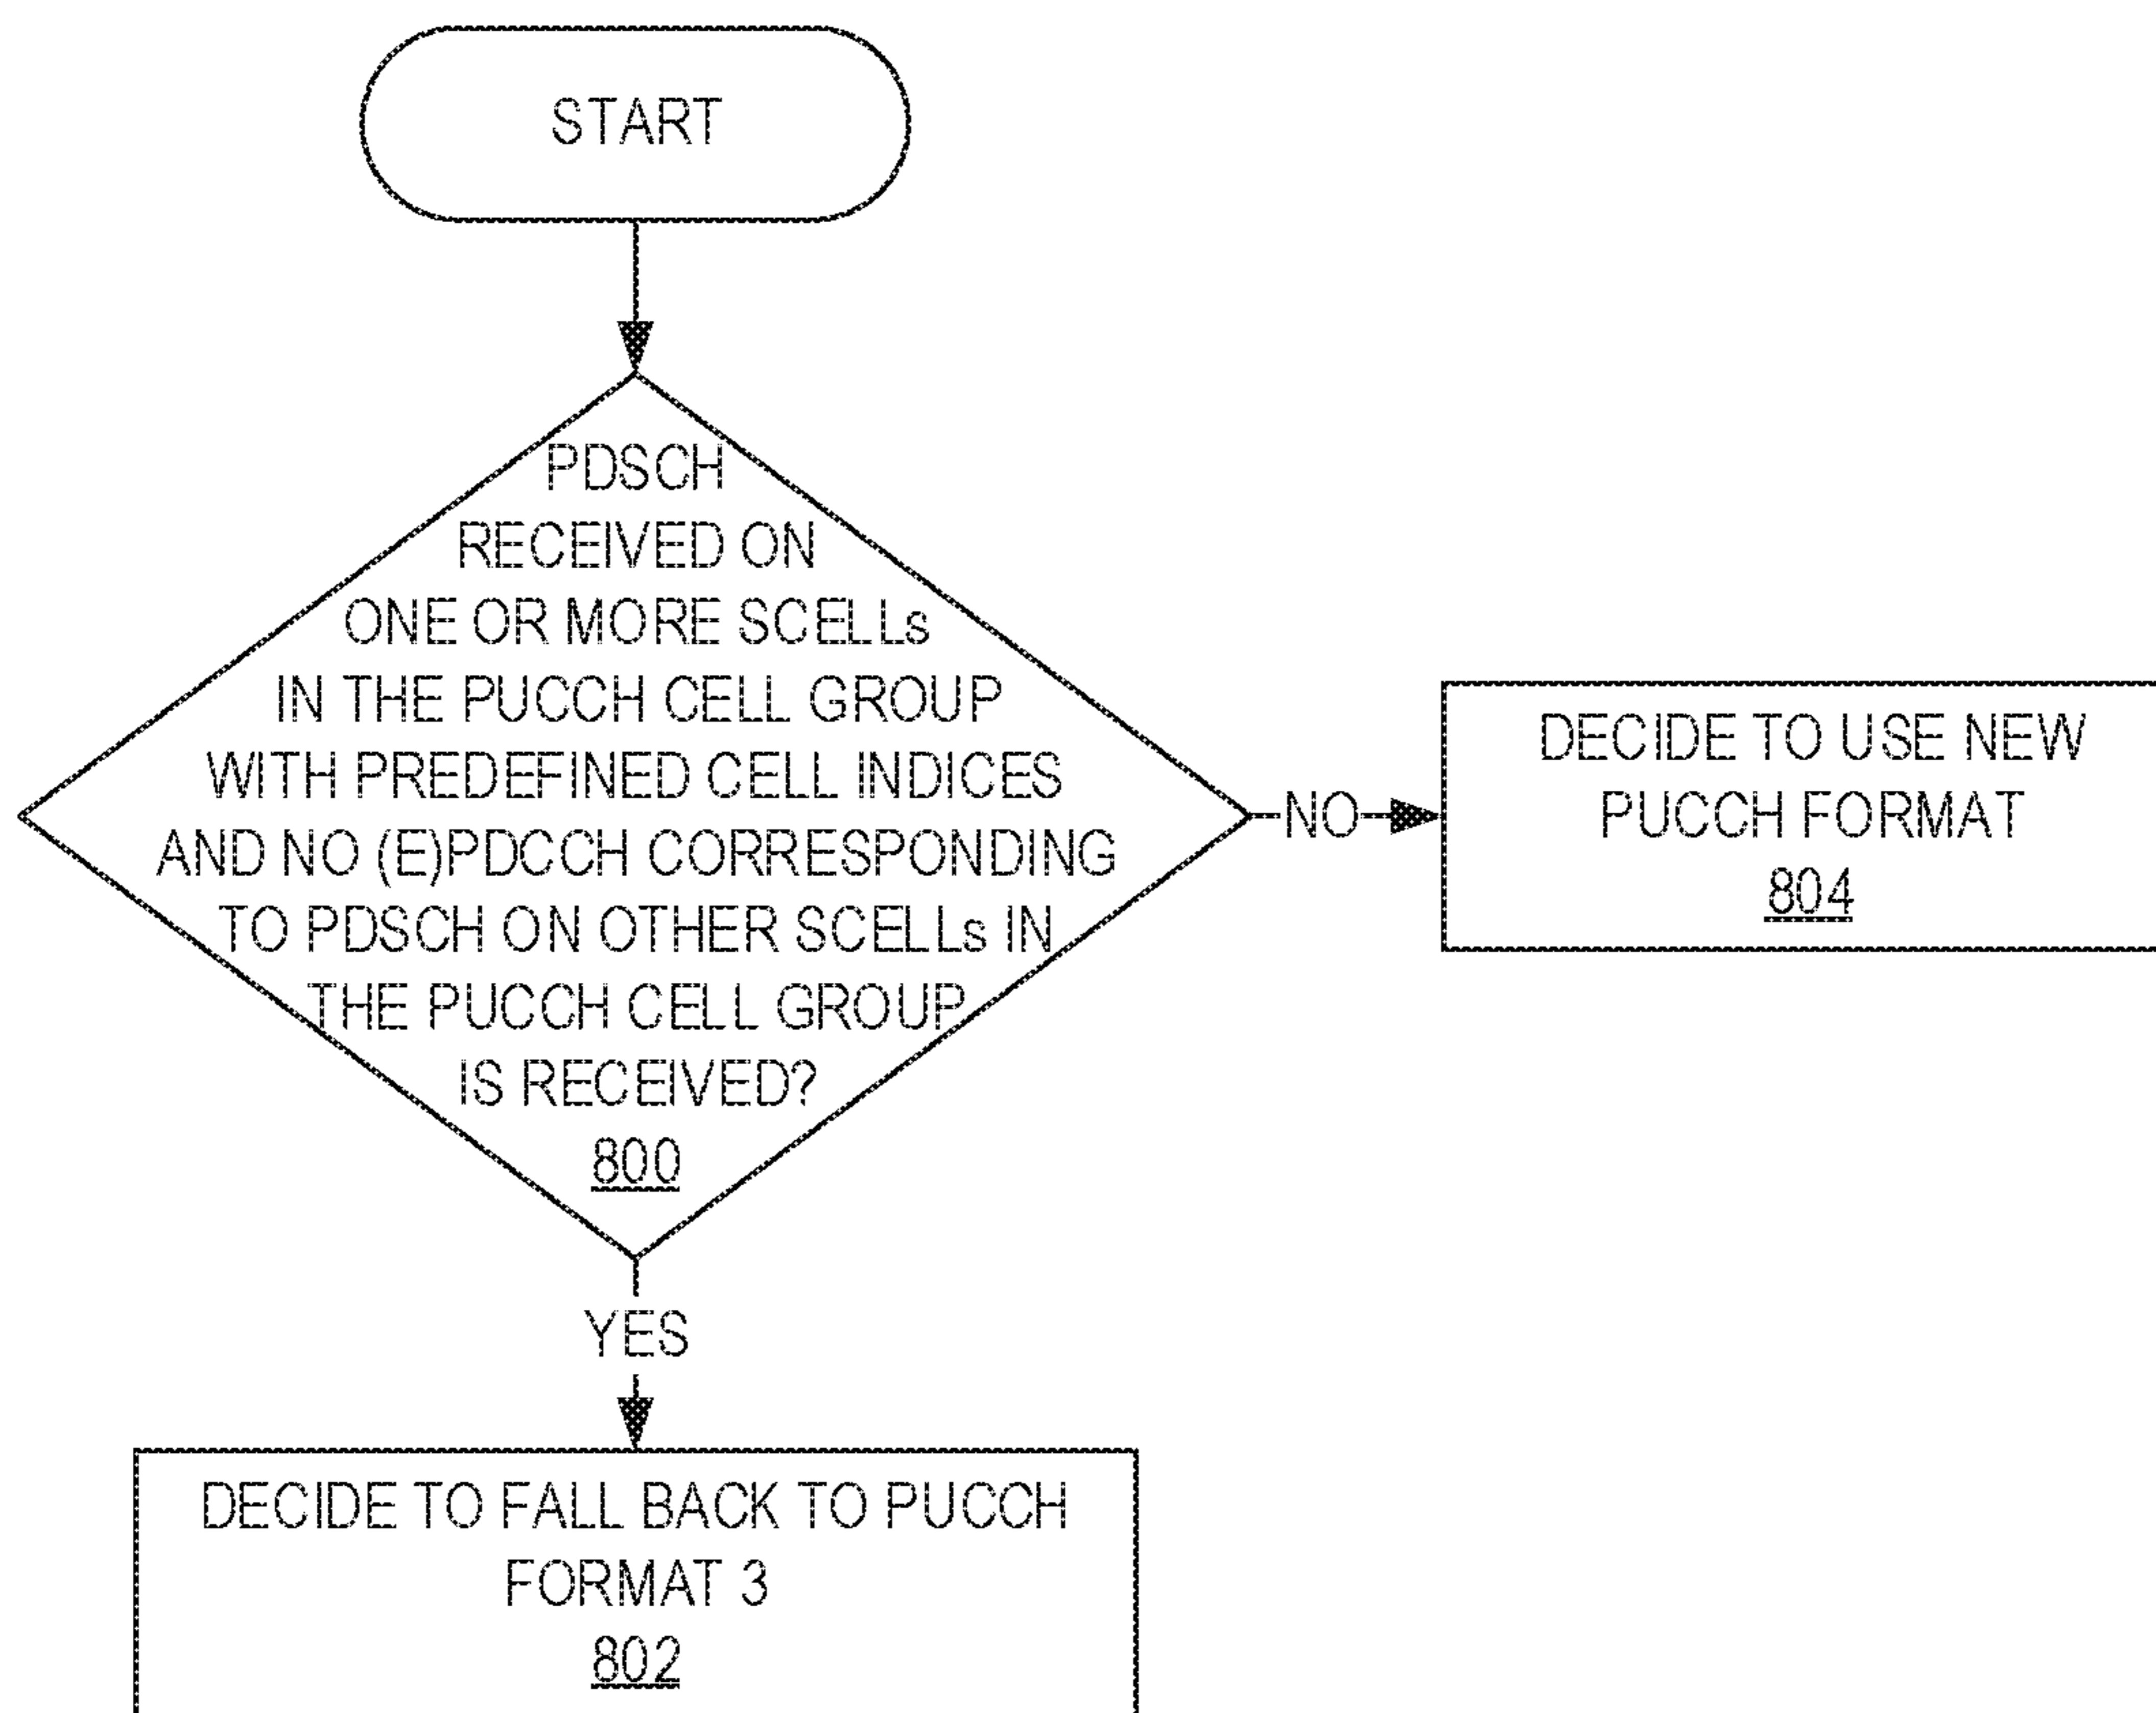 START
PDSCH
RECEIVED ON
ONE OR MORE SCELLs
IN THE PUCCH CELL GROUP
WITH PREDEFINED CELL INDICES
AND NO (E)PDCCH CORRESPONDING
TO PDSCH ON OTHER SCELLs IN
THE PUCCH CELL GROUP
IS RECEIVED?
800
NO
DECIDE TO USE NEW
PUCCH FORMAT
804
YES
DECIDE TO FALL BACK TO PUCCH
FORMAT 3
802